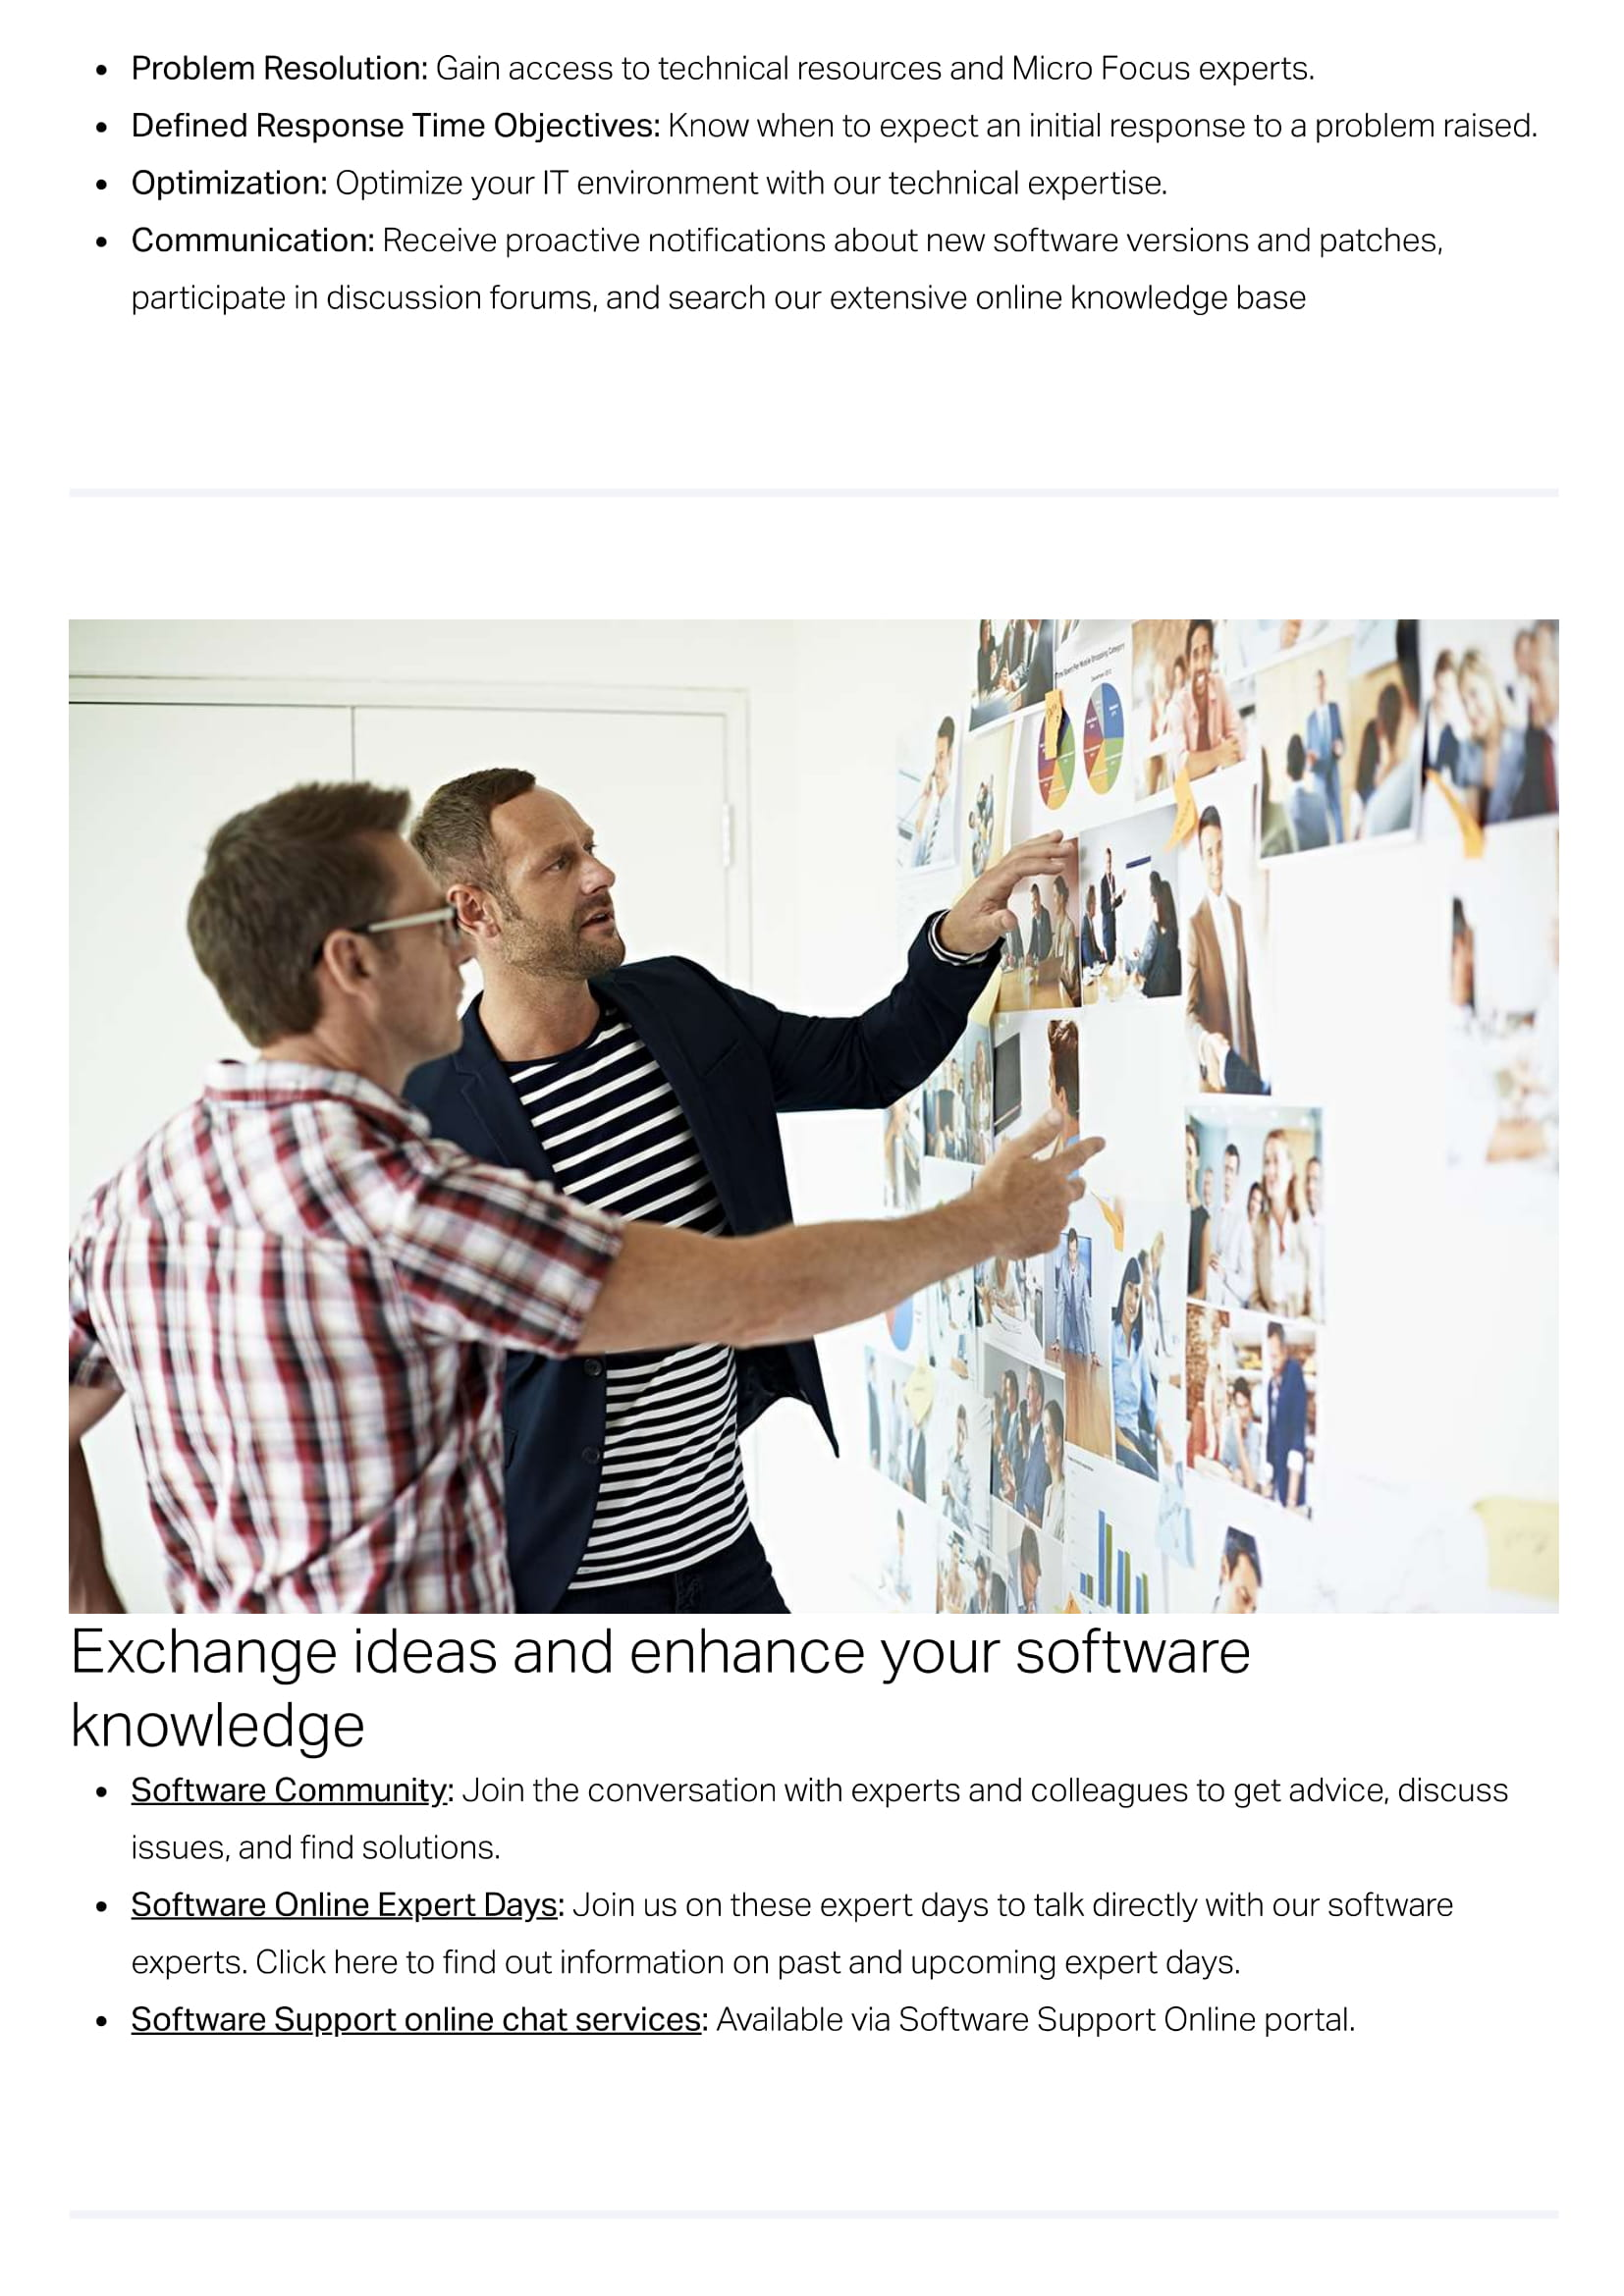 • Problem Resolution: Gain access to technical resources and Micro Focus experts.
• Defined Response Time Objectives: Know when to expect an initial response to a problem raised.
• Optimization: Optimize your IT environment with our technical expertise.
• Communication: Receive proactive notifications about new software versions and patches,
participate in discussion forums, and search our extensive online knowledge base
Exchange ideas and enhance your software
knowledge
• Software Community: Join the conversation with experts and colleagues to get advice, discuss
issues, and find solutions.
• Software Online Expert Days: Join us on these expert days to talk directly with our software
experts. Click here to find out information on past and upcoming expert days.
• Software Support online chat services: Available via Software Support Online portal.